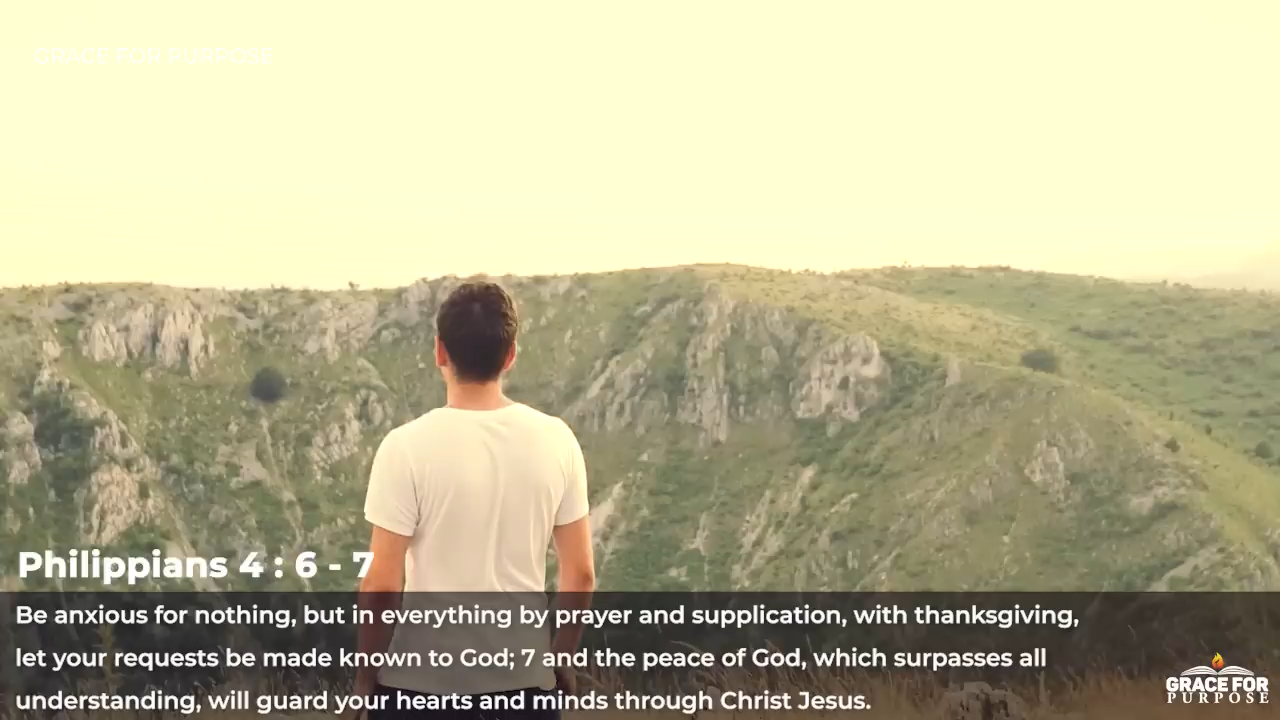 GRACE FOR PURPOSE
Philippians 4 : 6 - 7
Be anxious for nothing, but in everything by prayer and supplication, with thanksgiving,
let your requests be made known to God; 7 and the peace of God, which surpasses all
understanding, will guard your hearts and minds through Christ Jesus.
GRACE FOR
PURPOSE